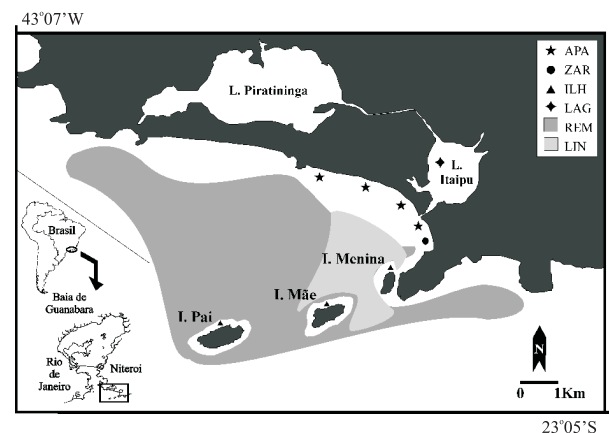 43°07'W
APA
ZAR
ILH
LAG
REM
LIN
L. Piratininga
L.
Itaipu
I. Menina
I. Mãe
I. Pai
Brasil
Baia de
Guanabara
Rio
de
Janeiro
Niteroi
N
0 1Km
23°05'S